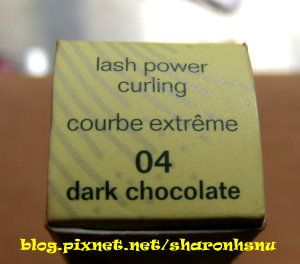 lash power
curling
courbe extrême
04
dark chocolate
blog.pixnet.net/sharonhsnu